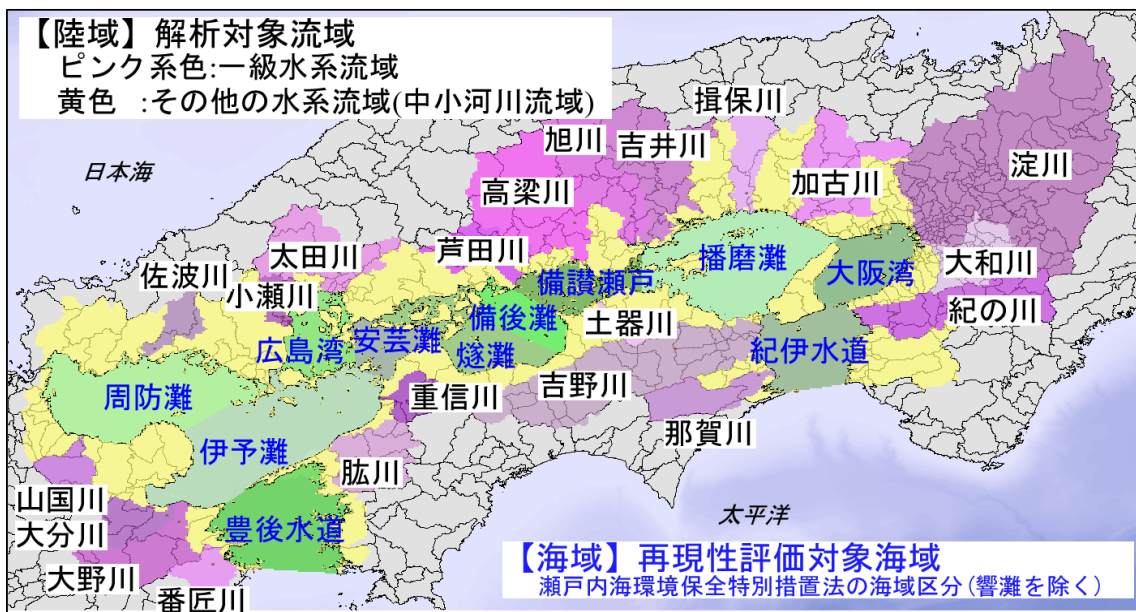 【陸域】解析対象流域
ピンク系色:一級水系流域
黄色 :その他の水系流域(中小河川流域)
日本海
揖保川
旭川
吉井川
淀川
高梁川
加古川
太田川
芦田川
播磨灘
佐波川
備讃瀬戸
大阪湾
大和川
小瀬川
備後灘
土器川
紀の川
広島湾
安芸灘
燧灘
紀伊水道
周防灘
重信川
吉野川
伊予灘
那賀川
肱川
山国川
大分川
豊後水道
太平洋
大野川
番匠川
【海域】再現性評価対象海域
瀬戸内海環境保全特別措置法の海域区分(響灘を除く)